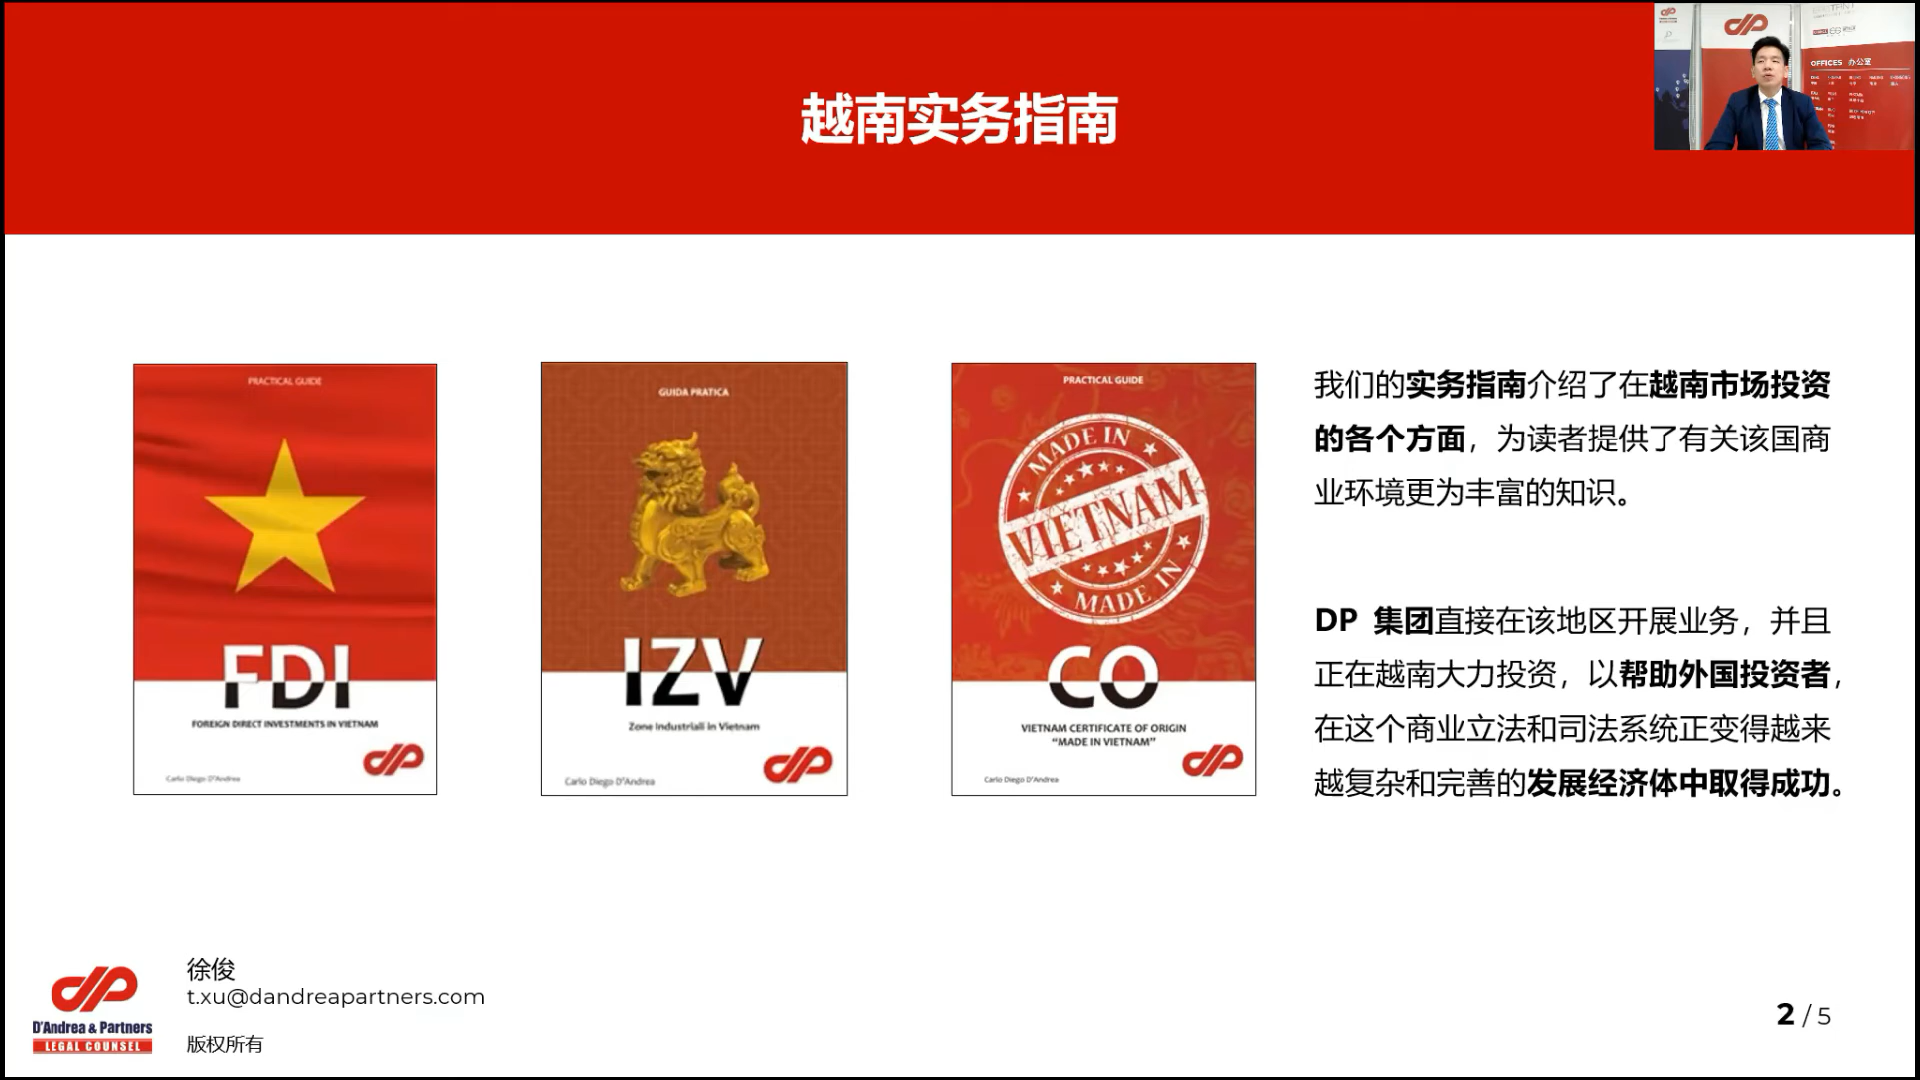 越南实务指南
OFFICES 办公室
PRACTICAL GUIDE
FDI
FOREIGN DIRECT INVESTMENTS IN VIETNAM
Carlo Diego D'Andrea
dp
GUIDA PRATICA
IZV
Zone Industriali in Vietnam
Carlo Diego D'Andrea
dp
PRACTICAL GUIDE
MADE IN
VIETNAM
MADE IN
CO
VIETNAM CERTIFICATE OF ORIGIN
“MADE IN VIETNAM”
Carlo Diego D'Andrea
dp
我们的实务指南介绍了在越南市场投资
的各个方面，为读者提供了有关该国商
业环境更为丰富的知识。
DP 集团直接在该地区开展业务，并且
正在越南大力投资，以帮助外国投资者，
在这个商业立法和司法系统正变得越来
越复杂和完善的发展经济体中取得成功。
dp
D'Andrea & Partners
LEGAL COUNSEL
徐俊
t.xu@dandreapartners.com
版权所有
2 / 5